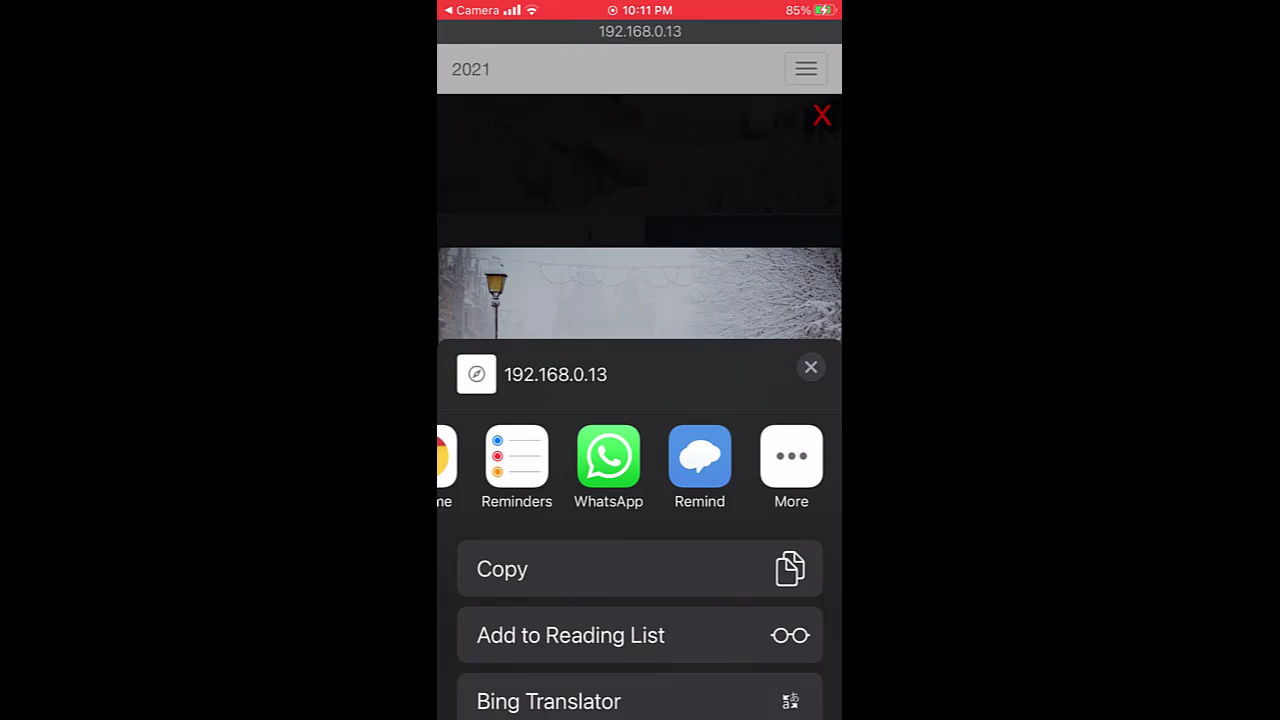 Camera 10:11 PM 85%
192.168.0.13
2021
X
192.168.0.13
me Reminders WhatsApp Remind More
Copy
Add to Reading List
Bing Translator